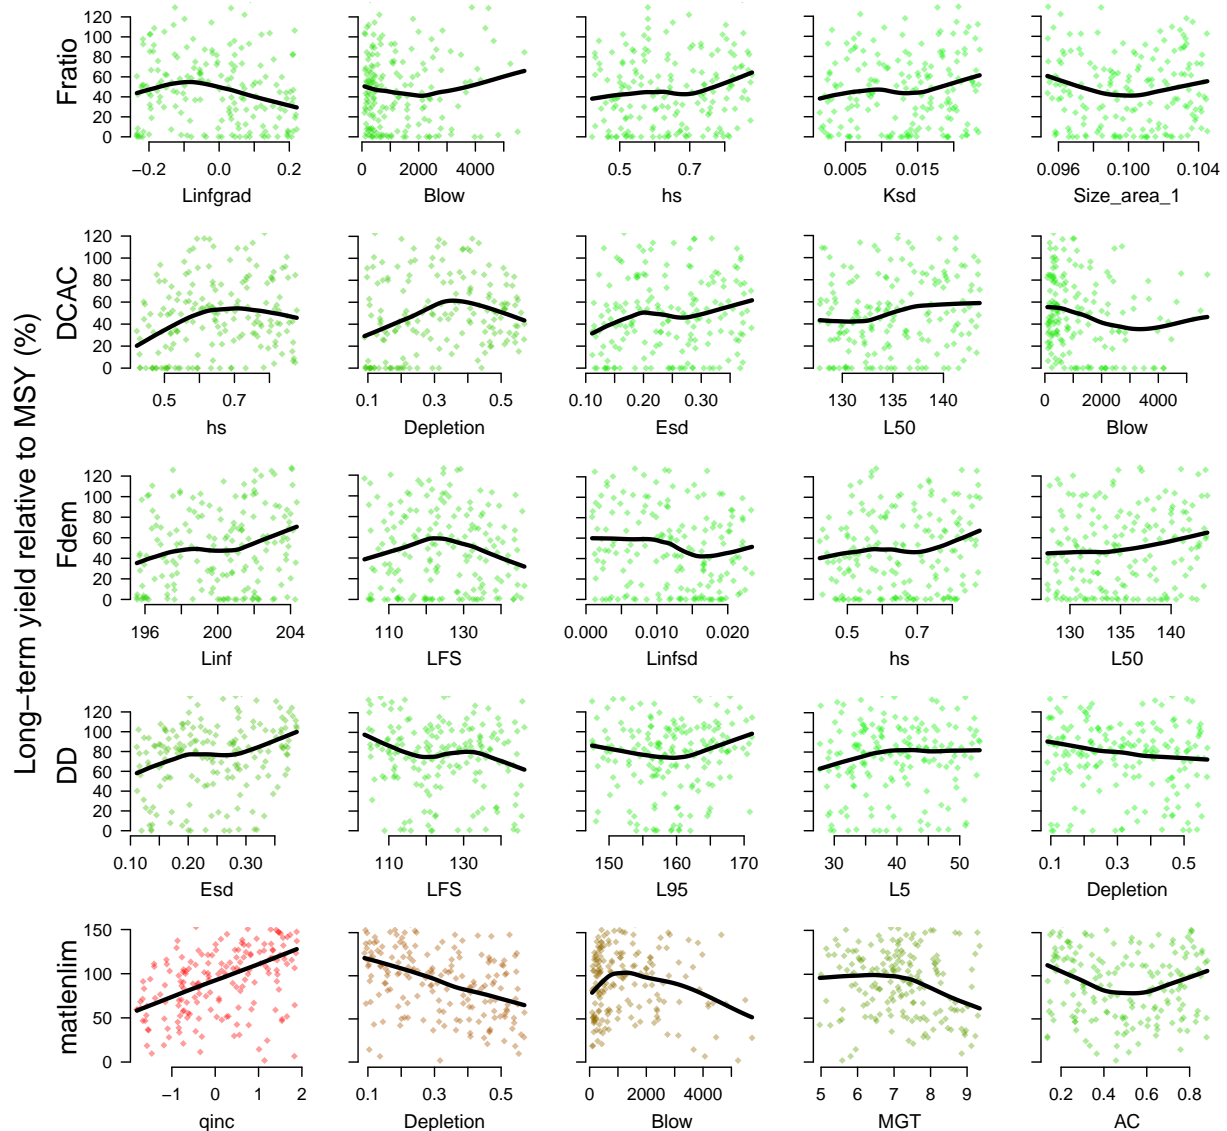 Long−term yield relative to MSY (%)
Fratio
120
100
80
60
40
20
0
−0.2 0.0 0.2
Linfgrad
0 2000 4000
Blow
0.5 0.7
hs
0.005 0.015
Ksd
0.096 0.100 0.104
Size_area_1
DCAC
120
100
80
60
40
20
0
0.5 0.7
hs
0.1 0.3 0.5
Depletion
0.10 0.20 0.30
Esd
130 135 140
L50
0 2000 4000
Blow
Fdem
120
100
80
60
40
20
0
196 200 204
Linf
110 130
LFS
0.000 0.010 0.020
Linfsd
0.5 0.7
hs
130 135 140
L50
DD
120
100
80
60
40
20
0
0.10 0.20 0.30
Esd
110 130
LFS
150 160 170
L95
30 40 50
L5
0.1 0.3 0.5
Depletion
matlenlim
150
100
50
0
−1 0 1 2
qinc
0.1 0.3 0.5
Depletion
0 2000 4000
Blow
5 6 7 8 9
MGT
0.2 0.4 0.6 0.8
AC